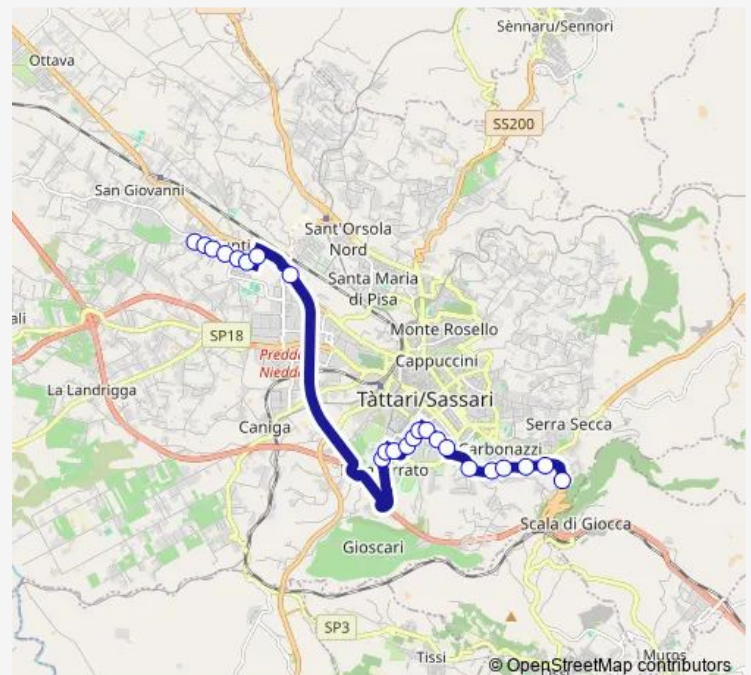 Sènnaru/Sennori
Ottava
SS200
San Giovanni
Sant'Orsola
Nord
Santa Maria
di Pisa
SP18
Monte Rosello
Cappuccini
La Landrigga
Tàttari/Sassari
Caniga
Serra Secca
Carbonazzi
Scala di Giocca
Gioscari
SP3
Tissi
Muros
© OpenStreetMap contributors